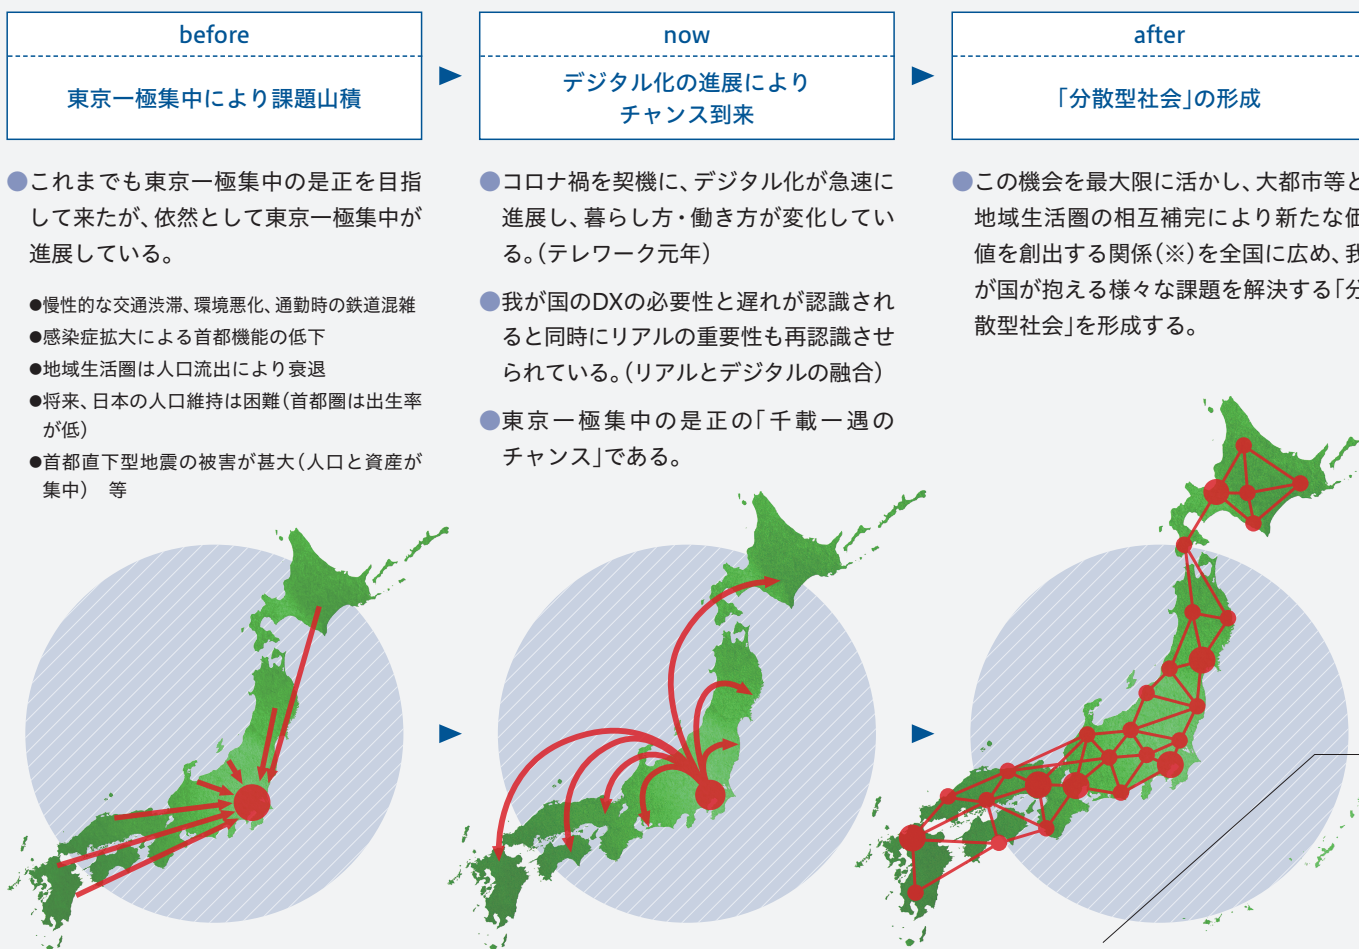 before
東京一極集中により課題山積
●これまでも東京一極集中の是正を目指
して来たが、依然として東京一極集中が
進展している。
●慢性的な交通渋滞、環境悪化、通勤時の鉄道混雑
●感染症拡大による首都機能の低下
●地域生活圏は人口流出により衰退
●将来、日本の人口維持は困難(首都圏は出生率
が低)
●首都直下型地震の被害が甚大(人口と資産が
集中)　等
now
デジタル化の進展により
チャンス到来
●コロナ禍を契機に、デジタル化が急速に
進展し、暮らし方・働き方が変化してい
る。(テレワーク元年)
●我が国のDXの必要性と遅れが認識され
ると同時にリアルの重要性も再認識させ
られている。(リアルとデジタルの融合)
●東京一極集中の是正の「千載一遇の
チャンス」である。
after
「分散型社会」の形成
●この機会を最大限に活かし、大都市等と
地域生活圏の相互補完により新たな価
値を創出する関係(※)を全国に広め、我
が国が抱える様々な課題を解決する「分
散型社会」を形成する。